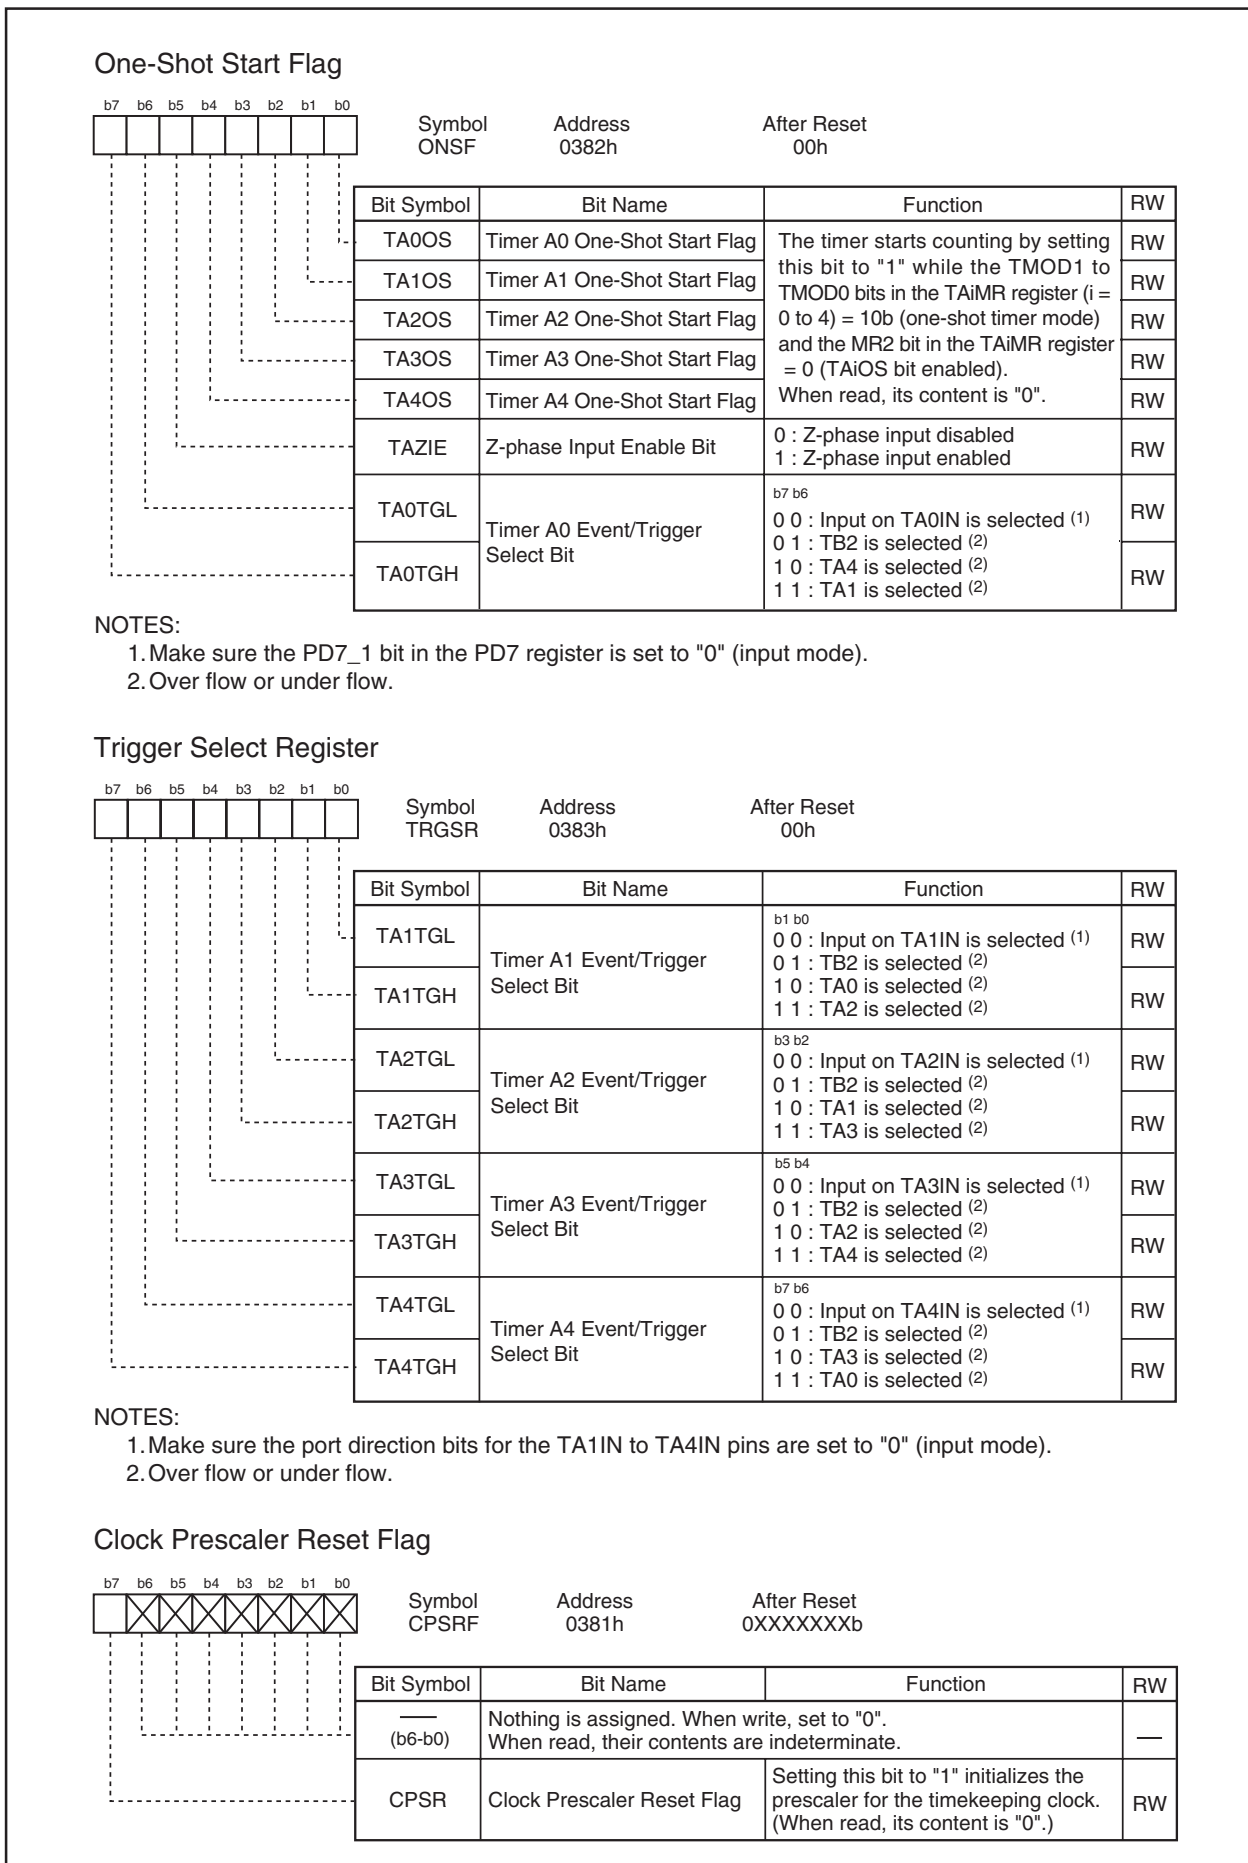 One-Shot Start Flag
b7 b6 b5 b4 b3 b2 b1 b0
Symbol Address After Reset
ONSF 0382h 00h
Bit Symbol Bit Name Function RW
TA0OS Timer A0 One-Shot Start Flag The timer starts counting by setting RW
this bit to "1" while the TMOD1 to
TA1OS Timer A1 One-Shot Start Flag TMOD0 bits in the TAiMR register (i = RW
TA2OS Timer A2 One-Shot Start Flag 0 to 4) = 10b (one-shot timer mode) RW
and the MR2 bit in the TAiMR register
TA3OS Timer A3 One-Shot Start Flag = 0 (TAiOS bit enabled). RW
TA4OS Timer A4 One-Shot Start Flag When read, its content is "0". RW
TAZIE Z-phase Input Enable Bit 0 : Z-phase input disabled RW
1 : Z-phase input enabled
b7 b6
TA0TGL 0 0 : Input on TA0IN is selected (1) RW
Timer A0 Event/Trigger 0 1 : TB2 is selected (2)
Select Bit 1 0 : TA4 is selected (2)
TA0TGH 1 1 : TA1 is selected (2) RW
NOTES:
1. Make sure the PD7_1 bit in the PD7 register is set to "0" (input mode).
2. Over flow or under flow.
Trigger Select Register
b7 b6 b5 b4 b3 b2 b1 b0
Symbol Address After Reset
TRGSR 0383h 00h
Bit Symbol Bit Name Function RW
b1 b0
TA1TGL 0 0 : Input on TA1IN is selected (1) RW
Timer A1 Event/Trigger 0 1 : TB2 is selected (2)
Select Bit 1 0 : TA0 is selected (2)
TA1TGH 1 1 : TA2 is selected (2) RW
b3 b2
TA2TGL 0 0 : Input on TA2IN is selected (1) RW
Timer A2 Event/Trigger 0 1 : TB2 is selected (2)
Select Bit 1 0 : TA1 is selected (2)
TA2TGH 1 1 : TA3 is selected (2) RW
b5 b4
TA3TGL 0 0 : Input on TA3IN is selected (1) RW
Timer A3 Event/Trigger 0 1 : TB2 is selected (2)
Select Bit 1 0 : TA2 is selected (2)
TA3TGH 1 1 : TA4 is selected (2) RW
b7 b6
TA4TGL 0 0 : Input on TA4IN is selected (1) RW
Timer A4 Event/Trigger 0 1 : TB2 is selected (2)
Select Bit 1 0 : TA3 is selected (2)
TA4TGH 1 1 : TA0 is selected (2) RW
NOTES:
1. Make sure the port direction bits for the TA1IN to TA4IN pins are set to "0" (input mode).
2. Over flow or under flow.
Clock Prescaler Reset Flag
b7 b6 b5 b4 b3 b2 b1 b0
Symbol Address After Reset
CPSRF 0381h 0XXXXXXXb
Bit Symbol Bit Name Function RW
— Nothing is assigned. When write, set to "0". —
(b6-b0) When read, their contents are indeterminate.
Setting this bit to "1" initializes the
CPSR Clock Prescaler Reset Flag prescaler for the timekeeping clock. RW
(When read, its content is "0".)